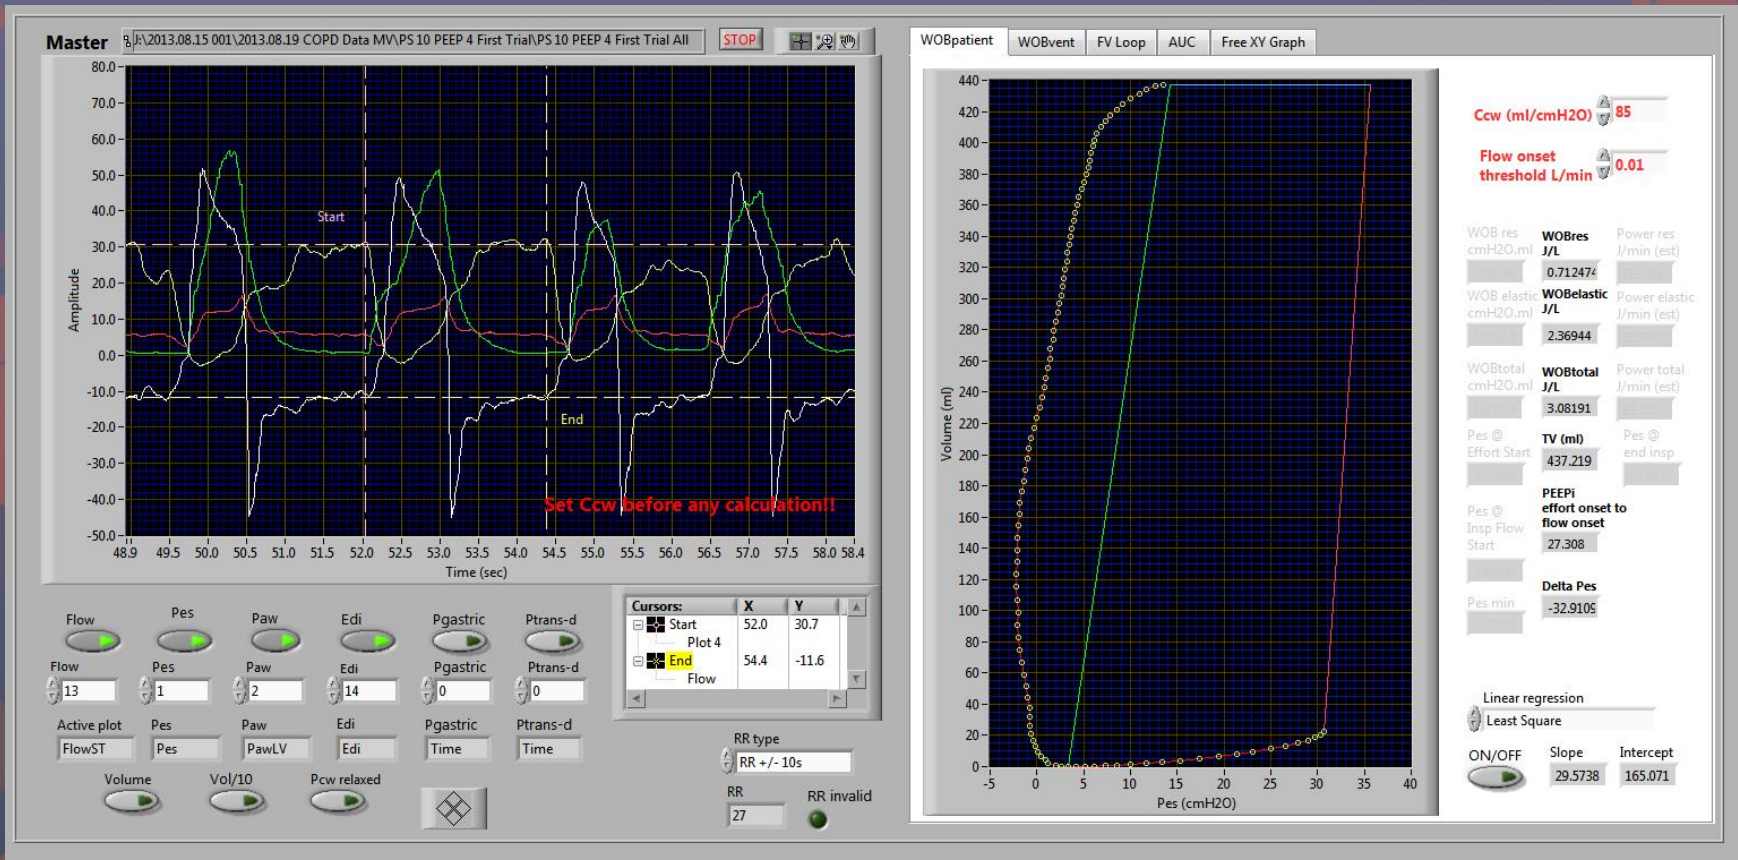 Master
J:\2013.08.15 001\2013.08.19 COPD Data MV\PS 10 PEEP 4 First Trial\PS 10 PEEP 4 First Trial All
STOP
80.0
70.0
60.0
50.0
40.0
30.0
20.0
10.0
0.0
-10.0
-20.0
-30.0
-40.0
-50.0
Amplitude
Start
End
Set Ccw before any calculation!!
48.9 49.5 50.0 50.5 51.0 51.5 52.0 52.5 53.0 53.5 54.0 54.5 55.0 55.5 56.0 56.5 57.0 57.5 58.0 58.4
Time (sec)
Flow Pes Paw Edi Pgastric Ptrans-d
Flow Pes Paw Edi Pgastric Ptrans-d
13 1 2 14 0 0
Active plot Pes Paw Edi Pgastric Ptrans-d
FlowST Pes PawLV Edi Time Time
Volume Vol/10 Pcw relaxed
Cursors: X Y
Start 52.0 30.7
Plot 4
End 54.4 -11.6
Flow
RR type
RR +/- 10s
RR
27
RR invalid
WOBpatient WOBvent FV Loop AUC Free XY Graph
440
420
400
380
360
340
320
300
280
260
240
220
200
180
160
140
120
100
80
60
40
20
0
Volume (ml)
-5 0 5 10 15 20 25 30 35 40
Pes (cmH2O)
Ccw (ml/cmH2O) 85
Flow onset
threshold L/min 0.01
WOB res
cmH2O.ml
WOBres
J/L
0.712474
Power res
J/min (est)
WOB elastic
cmH2O.ml
WOBelastic
J/L
2.36944
Power elastic
J/min (est)
WOBtotal
cmH2O.ml
WOBtotal
J/L
3.08191
Power total
J/min (est)
Pes @
Effort Start
TV (ml)
437.219
Pes @
end insp
Pes @
Insp Flow
Start
PEEPi
effort onset to
flow onset
27.308
Pes min
Delta Pes
-32.9109
Linear regression
Least Square
ON/OFF Slope Intercept
29.5738 165.071